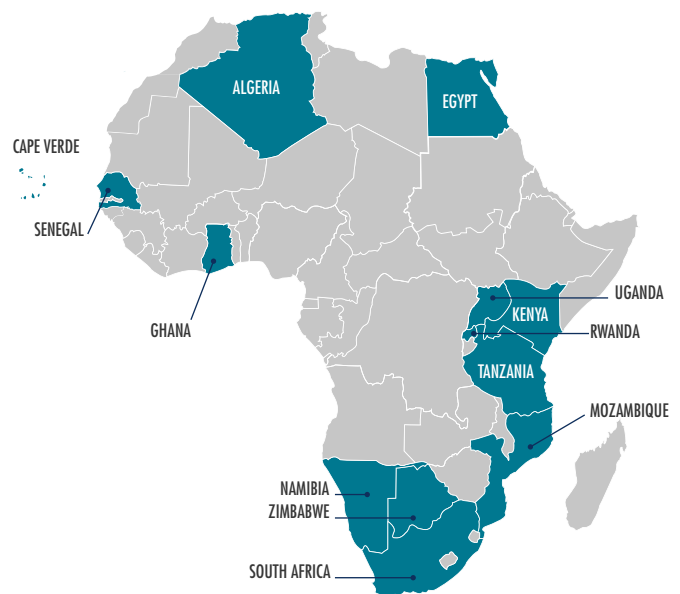 ALGERIA
EGYPT
CAPE VERDE
SENEGAL
GHANA
UGANDA
KENYA
RWANDA
TANZANIA
MOZAMBIQUE
NAMIBIA
ZIMBABWE
SOUTH AFRICA